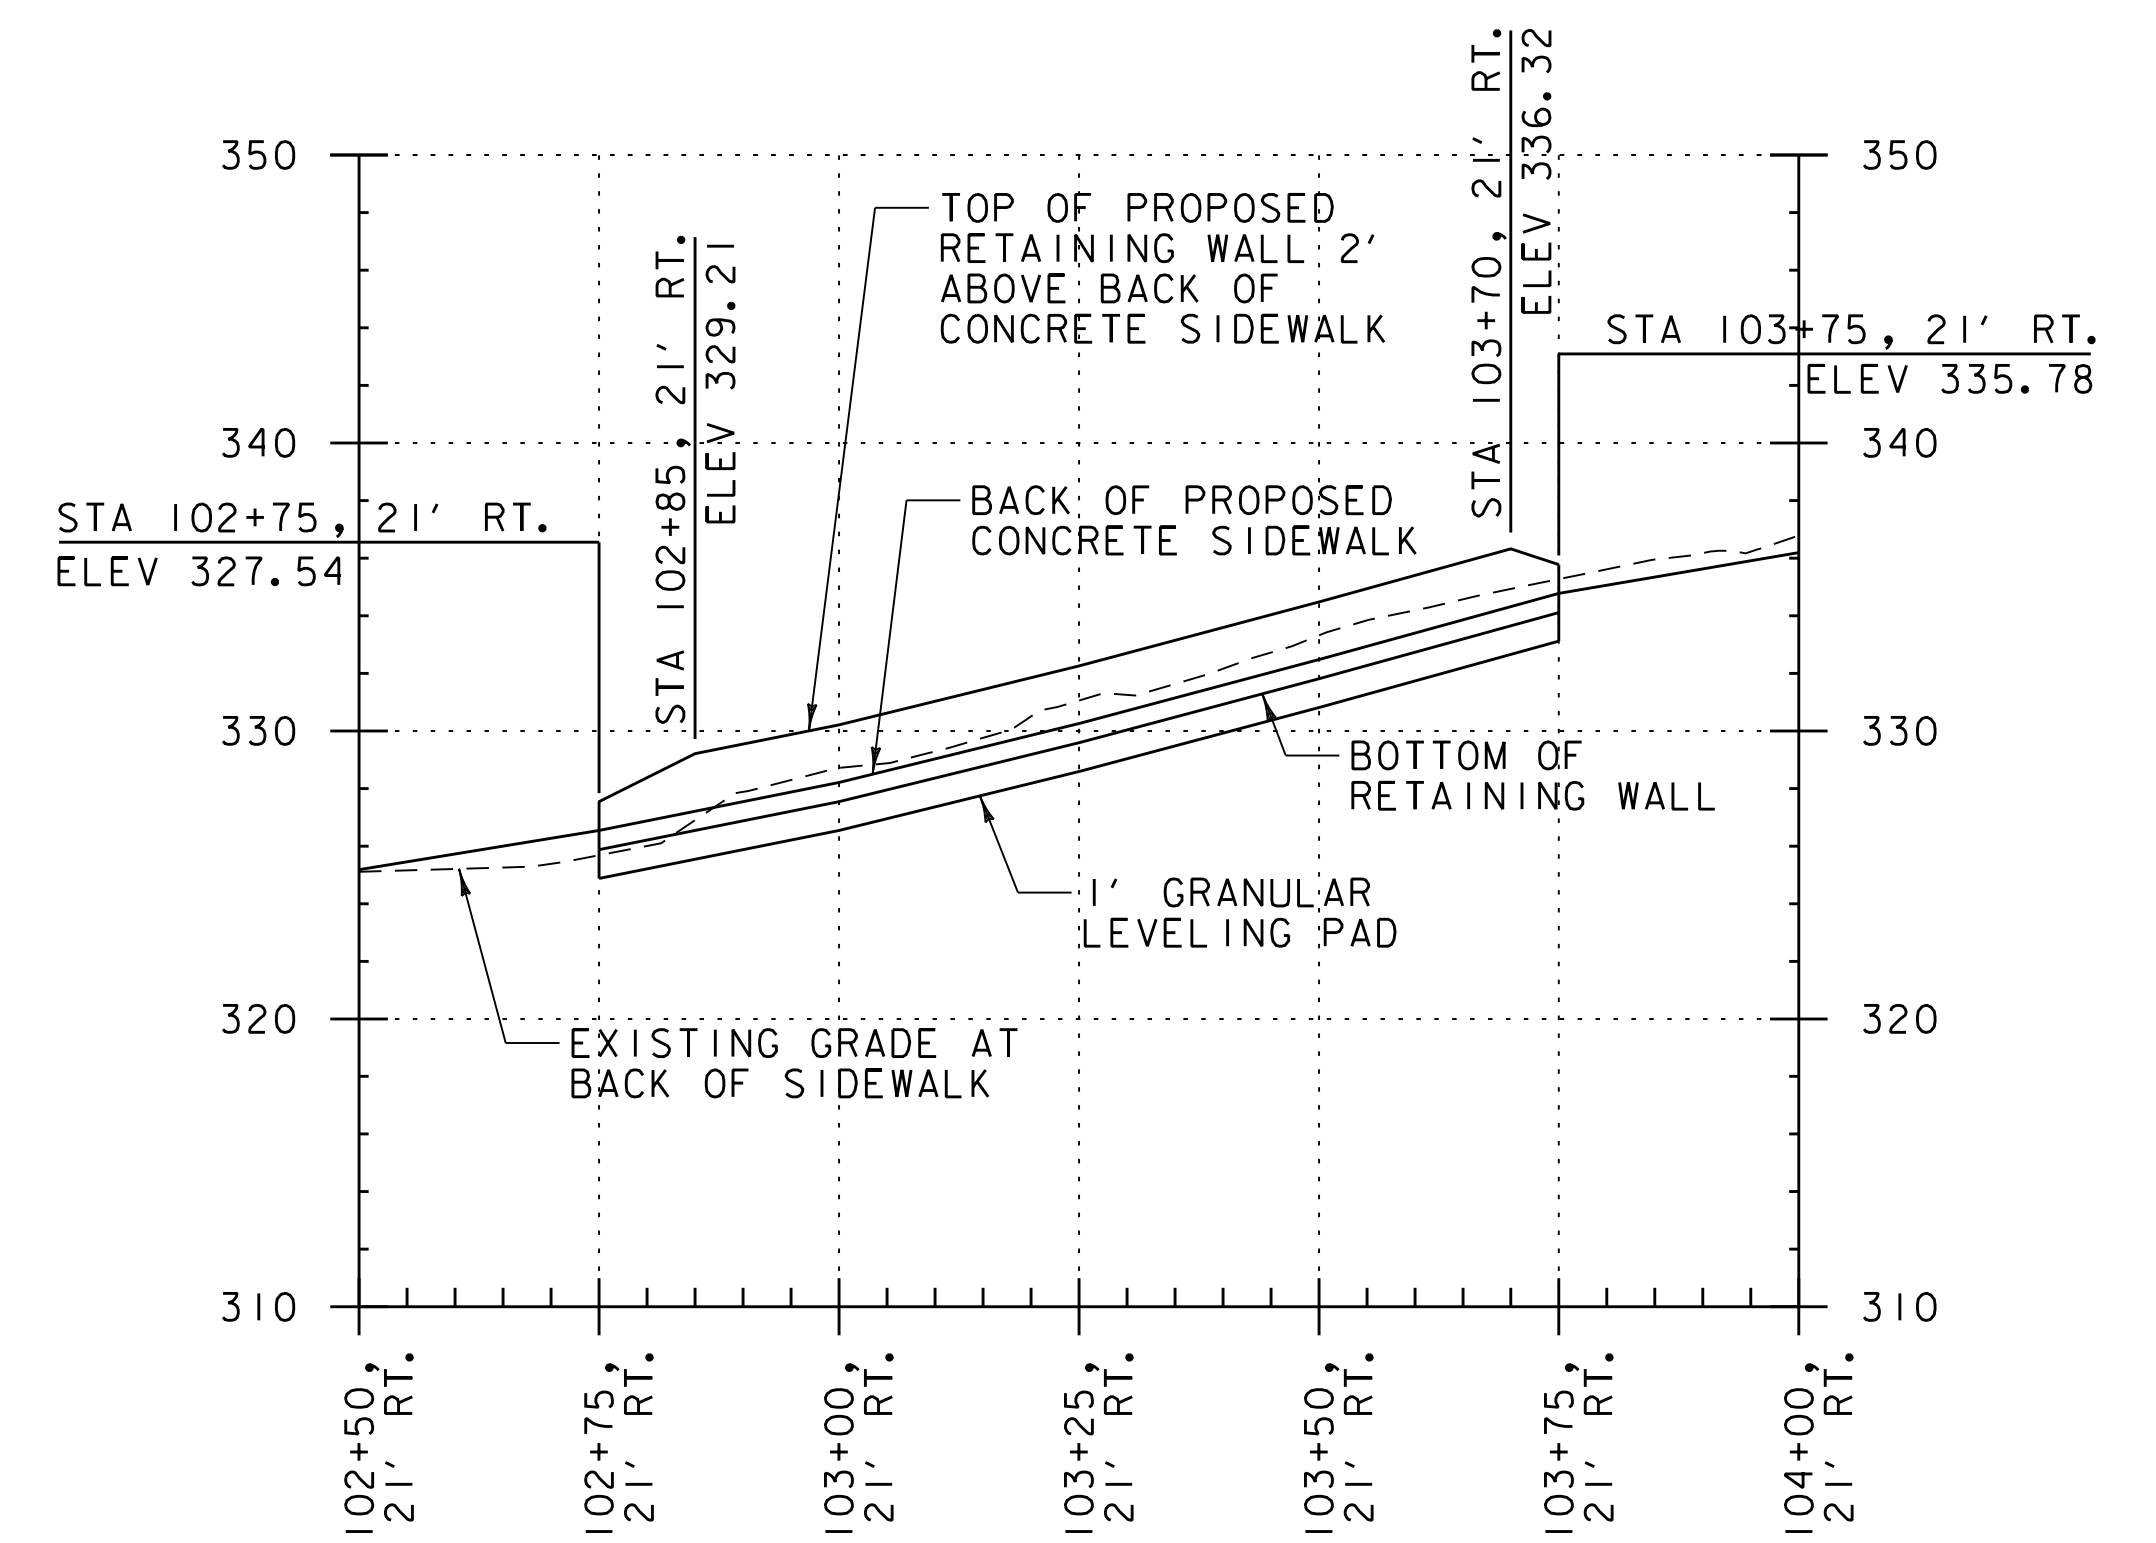 STA 103+70, 21' RT.
ELEV 336.32
350
350
TOP OF PROPOSED
RETAINING WALL 2'
ABOVE BACK OF
CONCRETE SIDEWALK
STA 102+85, 21' RT.
ELEV 329.21
STA 103+75, 21' RT.
ELEV 335.78
340
340
STA 102+75, 21' RT.
ELEV 327.54
BACK OF PROPOSED
CONCRETE SIDEWALK
330
330
BOTTOM OF
RETAINING WALL
1' GRANULAR
LEVELING PAD
320
320
EXISTING GRADE AT
BACK OF SIDEWALK
310
310
102+50,
21' RT.
102+75,
21' RT.
103+00,
21' RT.
103+25,
21' RT.
103+50,
21' RT.
103+75,
21' RT.
104+00,
21' RT.